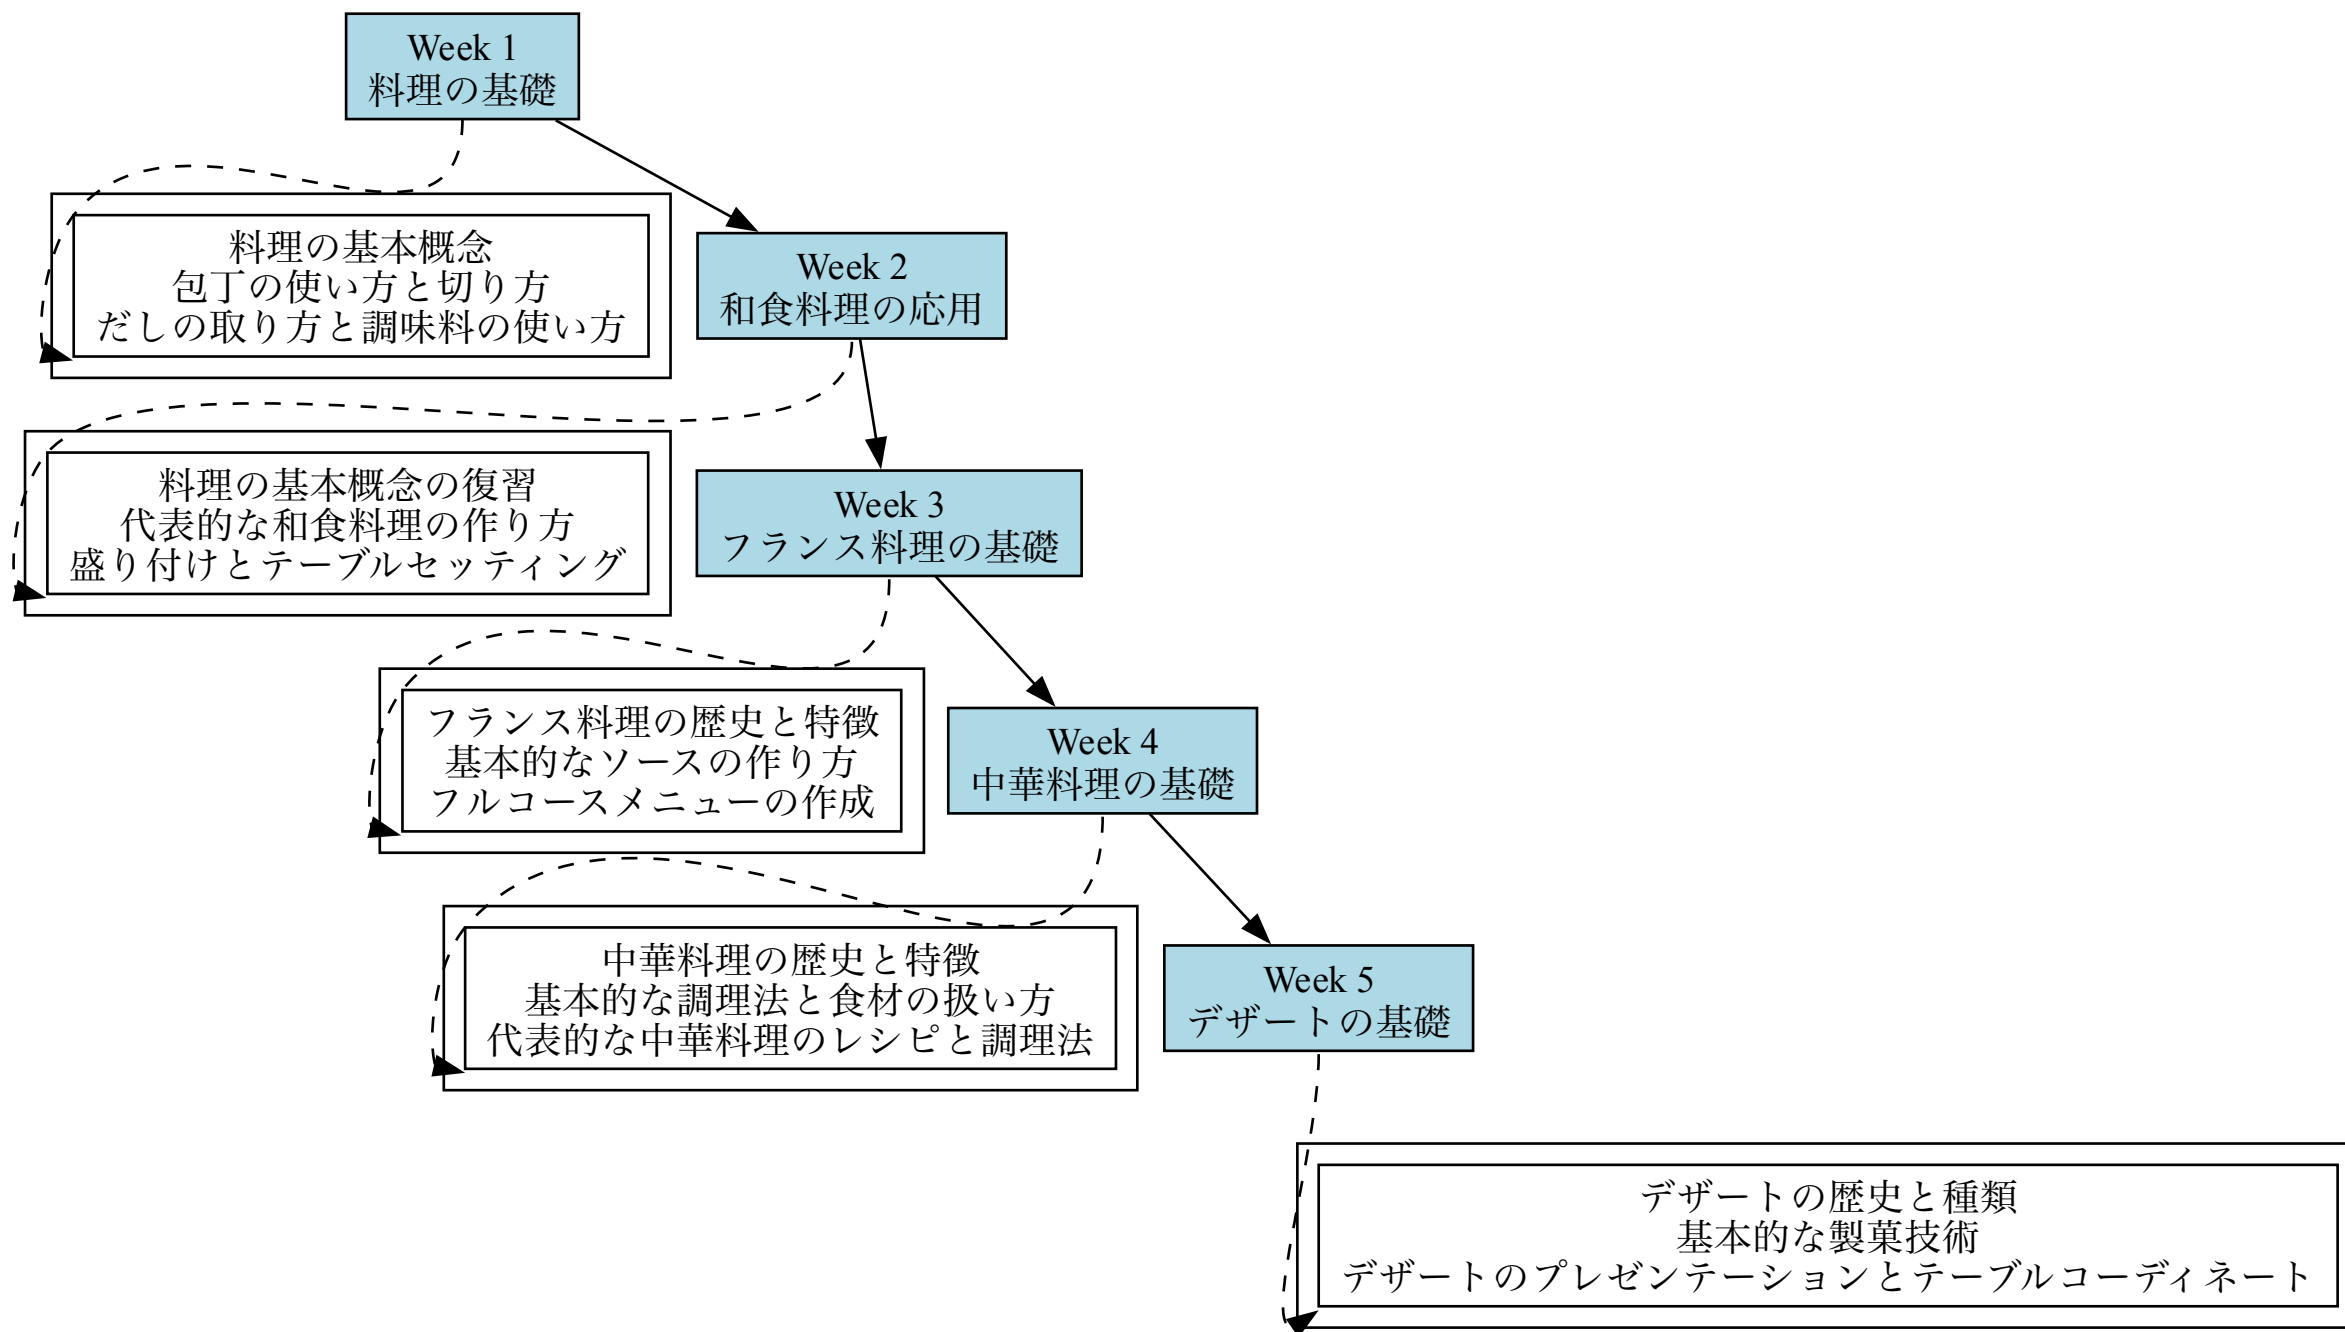 Week 1
料理の基礎
料理の基本概念
包丁の使い方と切り方
だしの取り方と調味料の使い方
Week 2
和食料理の応用
料理の基本概念の復習
代表的な和食料理の作り方
盛り付けとテーブルセッティング
Week 3
フランス料理の基礎
フランス料理の歴史と特徴
基本的なソースの作り方
フルコースメニューの作成
Week 4
中華料理の基礎
中華料理の歴史と特徴
基本的な調理法と食材の扱い方
代表的な中華料理のレシピと調理法
Week 5
デザートの基礎
デザートの歴史と種類
基本的な製菓技術
デザートのプレゼンテーションとテーブルコーディネート